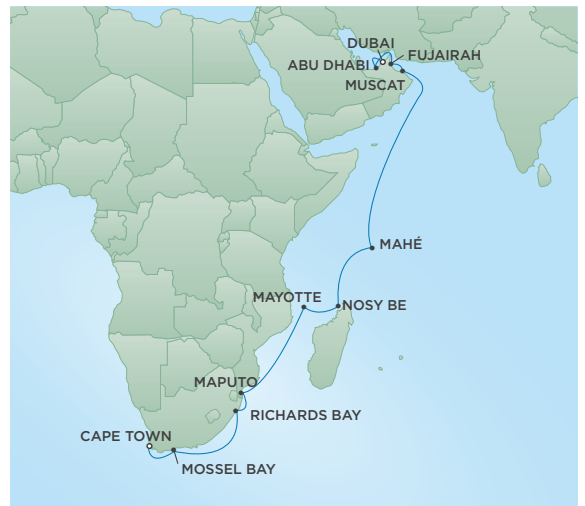 DUBAI
FUJAIRAH
ABU DHABI
MUSCAT
MAHÉ
MAYOTTE
NOSY BE
MAPUTO
RICHARDS BAY
CAPE TOWN
MOSSEL BAY